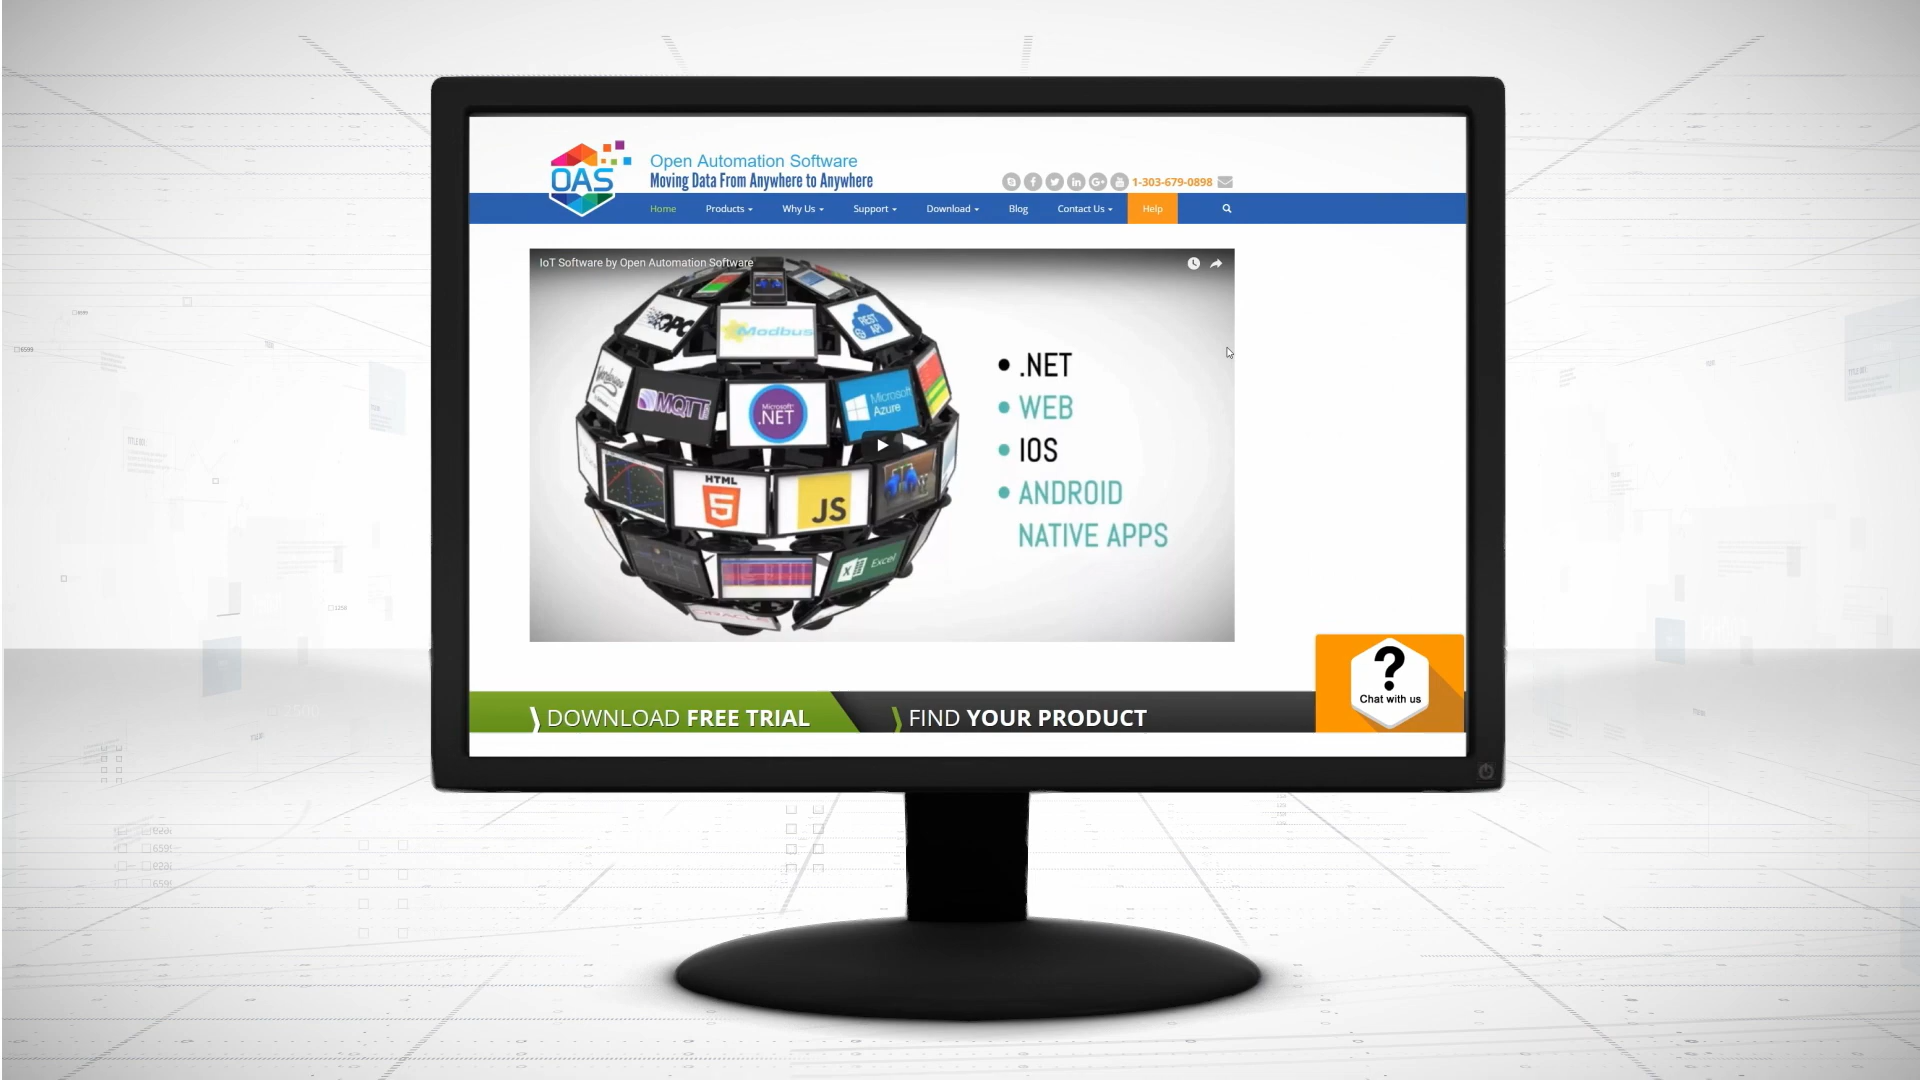 OAS
Open Automation Software
Moving Data From Anywhere to Anywhere
1-303-679-0898
Home
Products
Why Us
Support
Download
Blog
Contact Us
Help
IoT Software by Open Automation Software
OPC
Modbus
REST
API
MQTT
Microsoft
.NET
Microsoft
Azure
HTML
5
JS
Excel
ORACLE
• .NET
• WEB
• IOS
• ANDROID
NATIVE APPS
DOWNLOAD FREE TRIAL
FIND YOUR PRODUCT
?
Chat with us